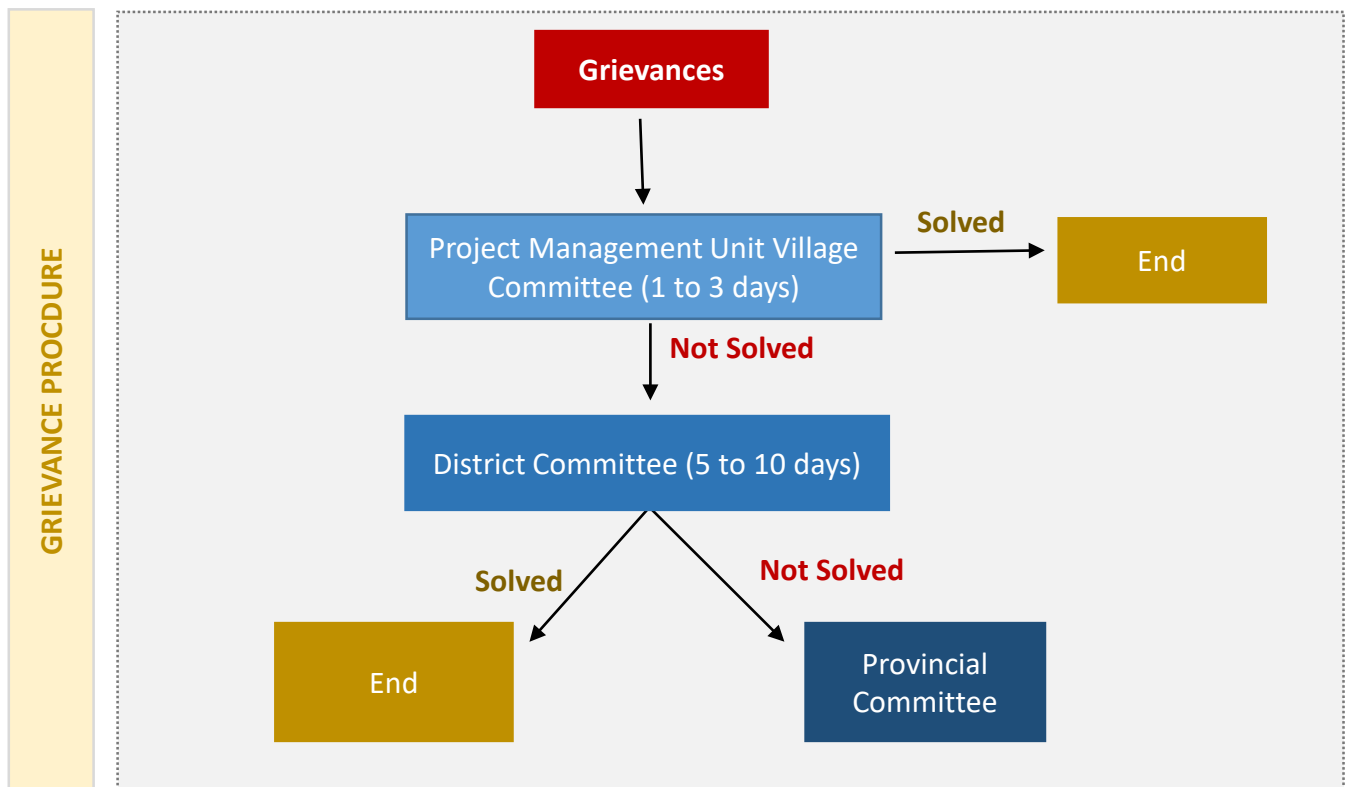 GRIEVANCE PROCDURE
Grievances
Project Management Unit Village
Committee (1 to 3 days)
Solved
End
Not Solved
District Committee (5 to 10 days)
Solved
Not Solved
End
Provincial
Committee